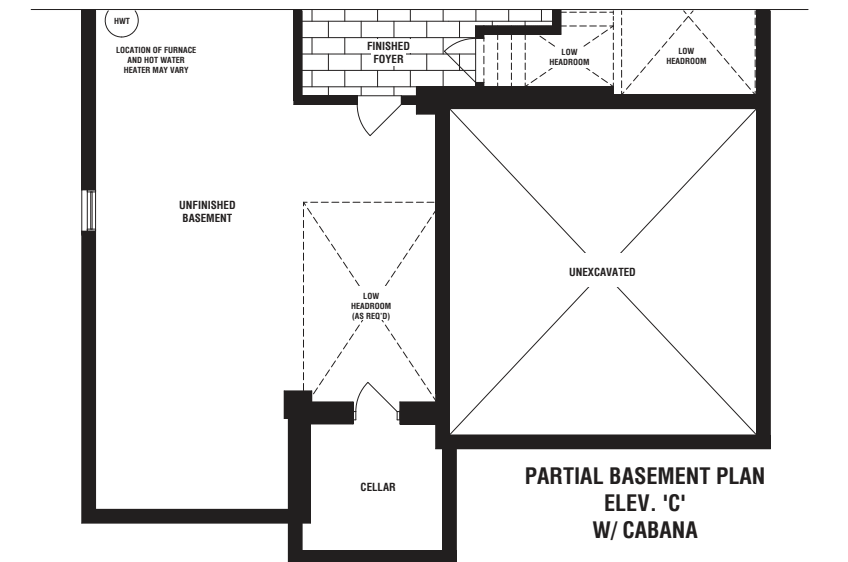 HWT
LOCATION OF FURNACE
AND HOT WATER
HEATER MAY VARY
FINISHED
FOYER
LOW
HEADROOM
LOW
HEADROOM
UNFINISHED
BASEMENT
UNEXCAVATED
LOW
HEADROOM
(AS REQ'D)
CELLAR
PARTIAL BASEMENT PLAN
ELEV. 'C'
W/ CABANA